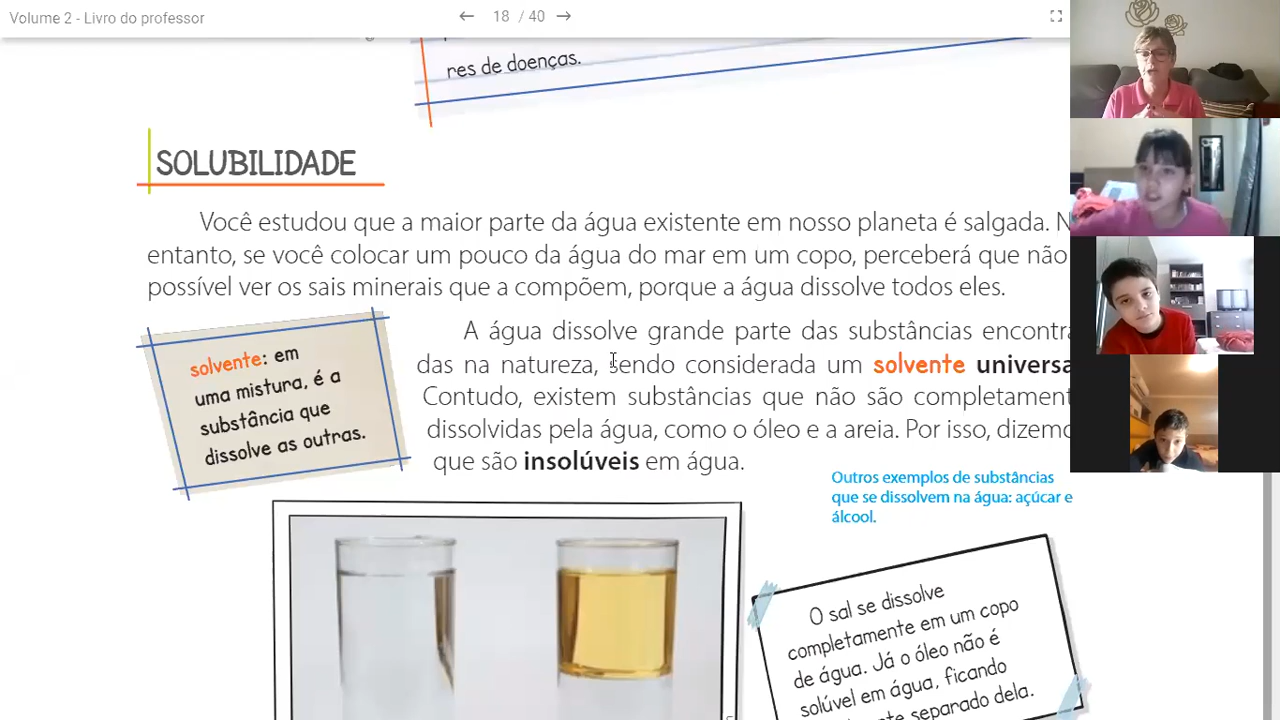 Volume 2 - Livro do professor
18 / 40
res de doenças.
SOLUBILIDADE
Você estudou que a maior parte da água existente em nosso planeta é salgada. N
entanto, se você colocar um pouco da água do mar em um copo, perceberá que não
possível ver os sais minerais que a compõem, porque a água dissolve todos eles.
solvente: em
uma mistura, é a
substância que
dissolve as outras.
A água dissolve grande parte das substâncias encontra
das na natureza, sendo considerada um solvente universa
Contudo, existem substâncias que não são completament
dissolvidas pela água, como o óleo e a areia. Por isso, dizemo
que são insolúveis em água.
Outros exemplos de substâncias
que se dissolvem na água: açúcar e
álcool.
O sal se dissolve
completamente em um copo
de água. Já o óleo não é
solúvel em água, ficando
separado dela.